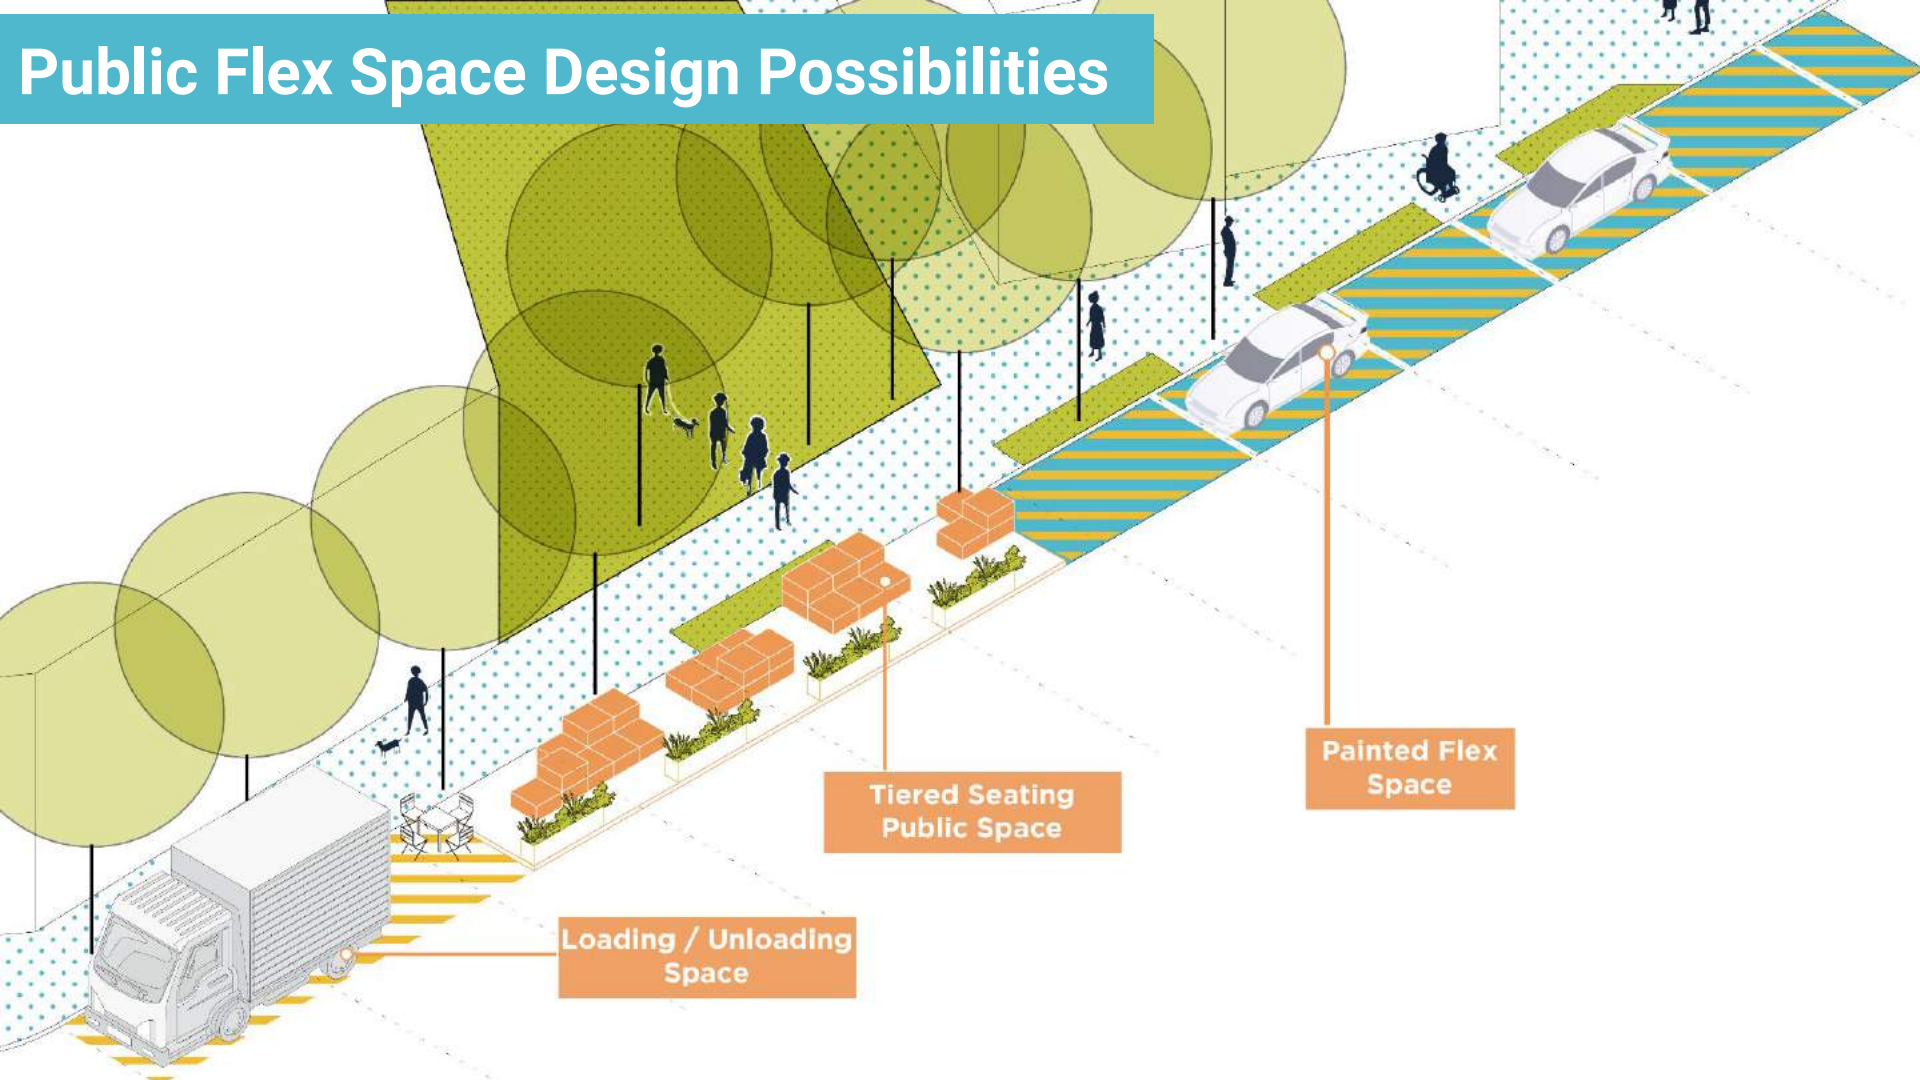 Public Flex Space Design Possibilities
Painted Flex
Space
Tiered Seating
Public Space
Loading / Unloading
Space